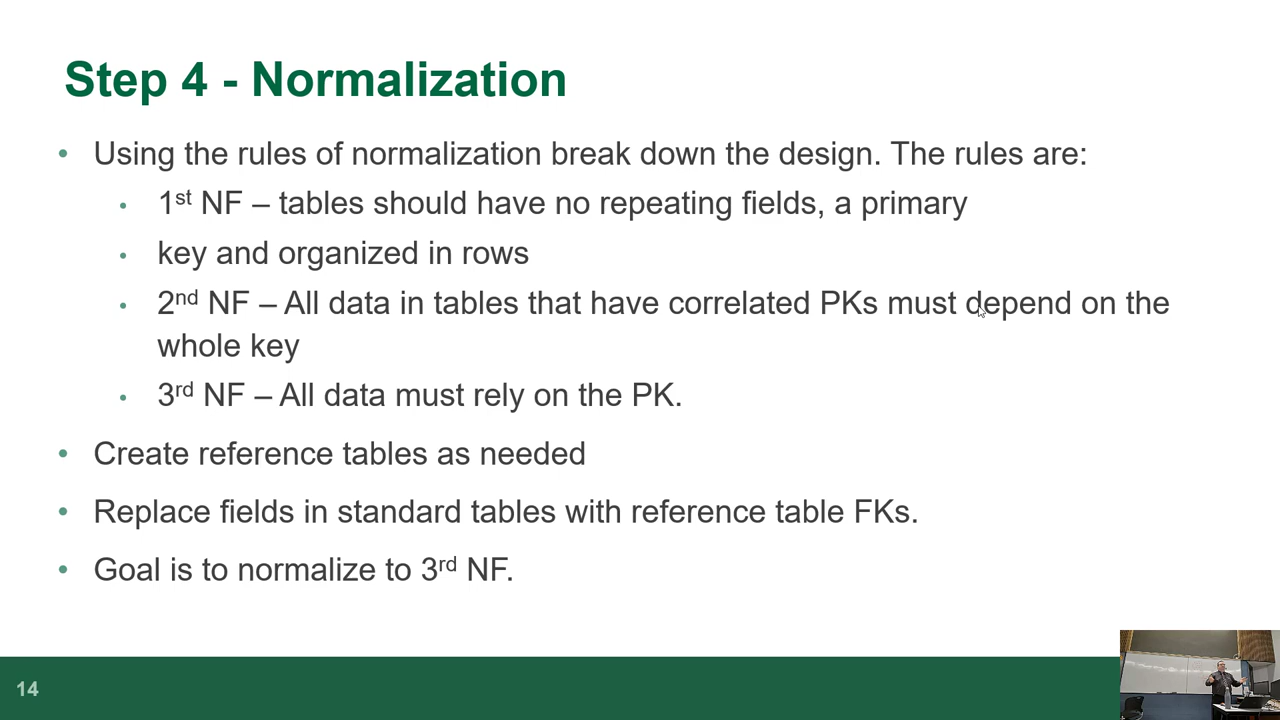 Step 4 - Normalization
• Using the rules of normalization break down the design. The rules are:
• 1st NF – tables should have no repeating fields, a primary
• key and organized in rows
• 2nd NF – All data in tables that have correlated PKs must depend on the
whole key
• 3rd NF – All data must rely on the PK.
• Create reference tables as needed
• Replace fields in standard tables with reference table FKs.
• Goal is to normalize to 3rd NF.
14